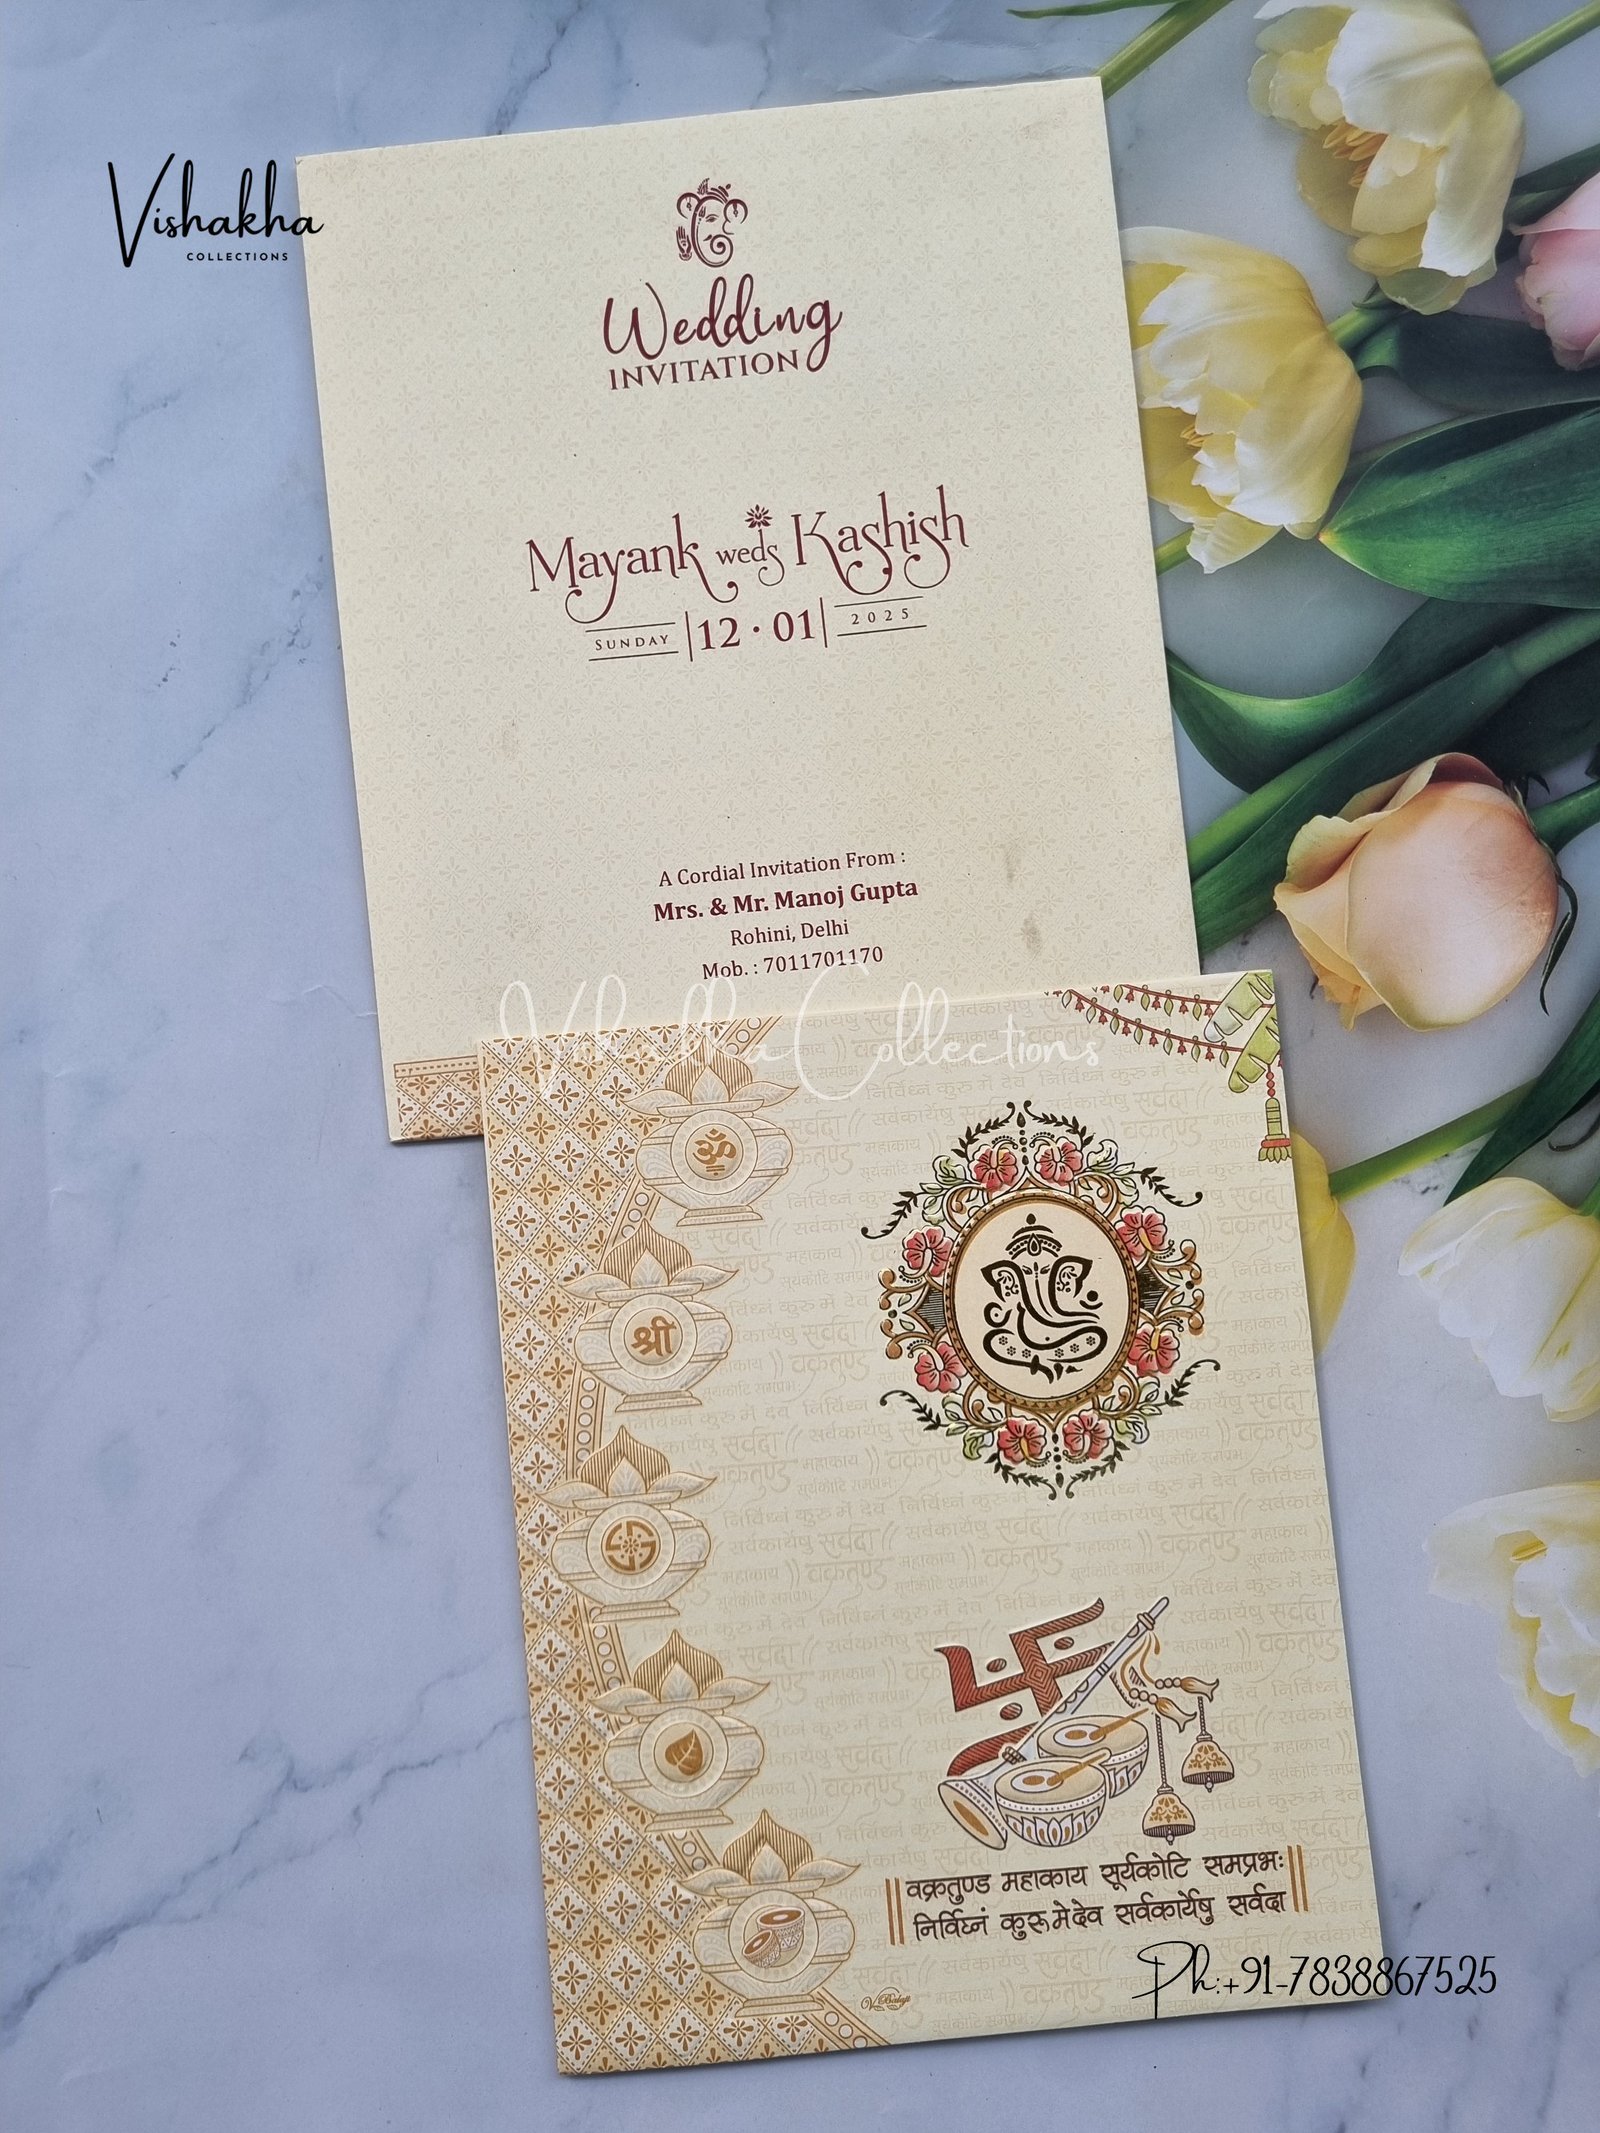 Vishakha
COLLECTIONS
Wedding
INVITATION
Mayank weds Kashish
SUNDAY 12 · 01 2025
A Cordial Invitation From :
Mrs. & Mr. Manoj Gupta
Rohini, Delhi
Mob. : 7011701170
Vishakha Collections
ॐ
श्री
|| वक्रतुण्ड महाकाय सूर्यकोटि समप्रभः ||
|| निर्विघ्नं कुरू मे देव सर्वकार्येषु सर्वदा ||
Ph.:+91-7838867525